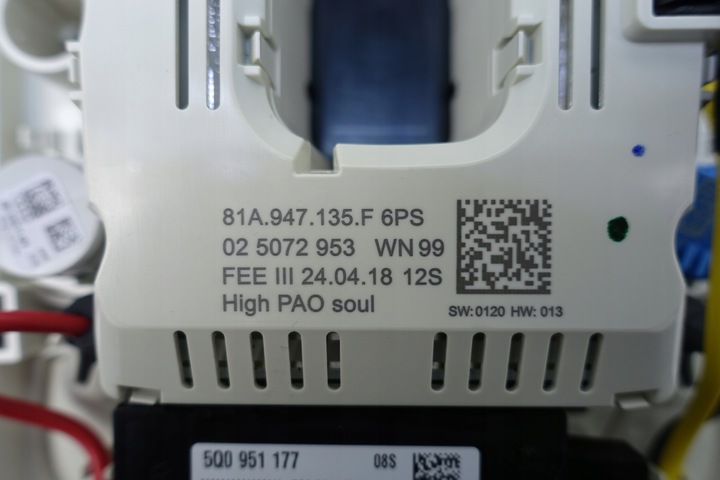 81A.947.135.F 6PS
02 5072 953 WN 99
FEE III 24.04.18 12S
High PAO soul
SW: 0120 HW: 013
5Q0 951 177 08S